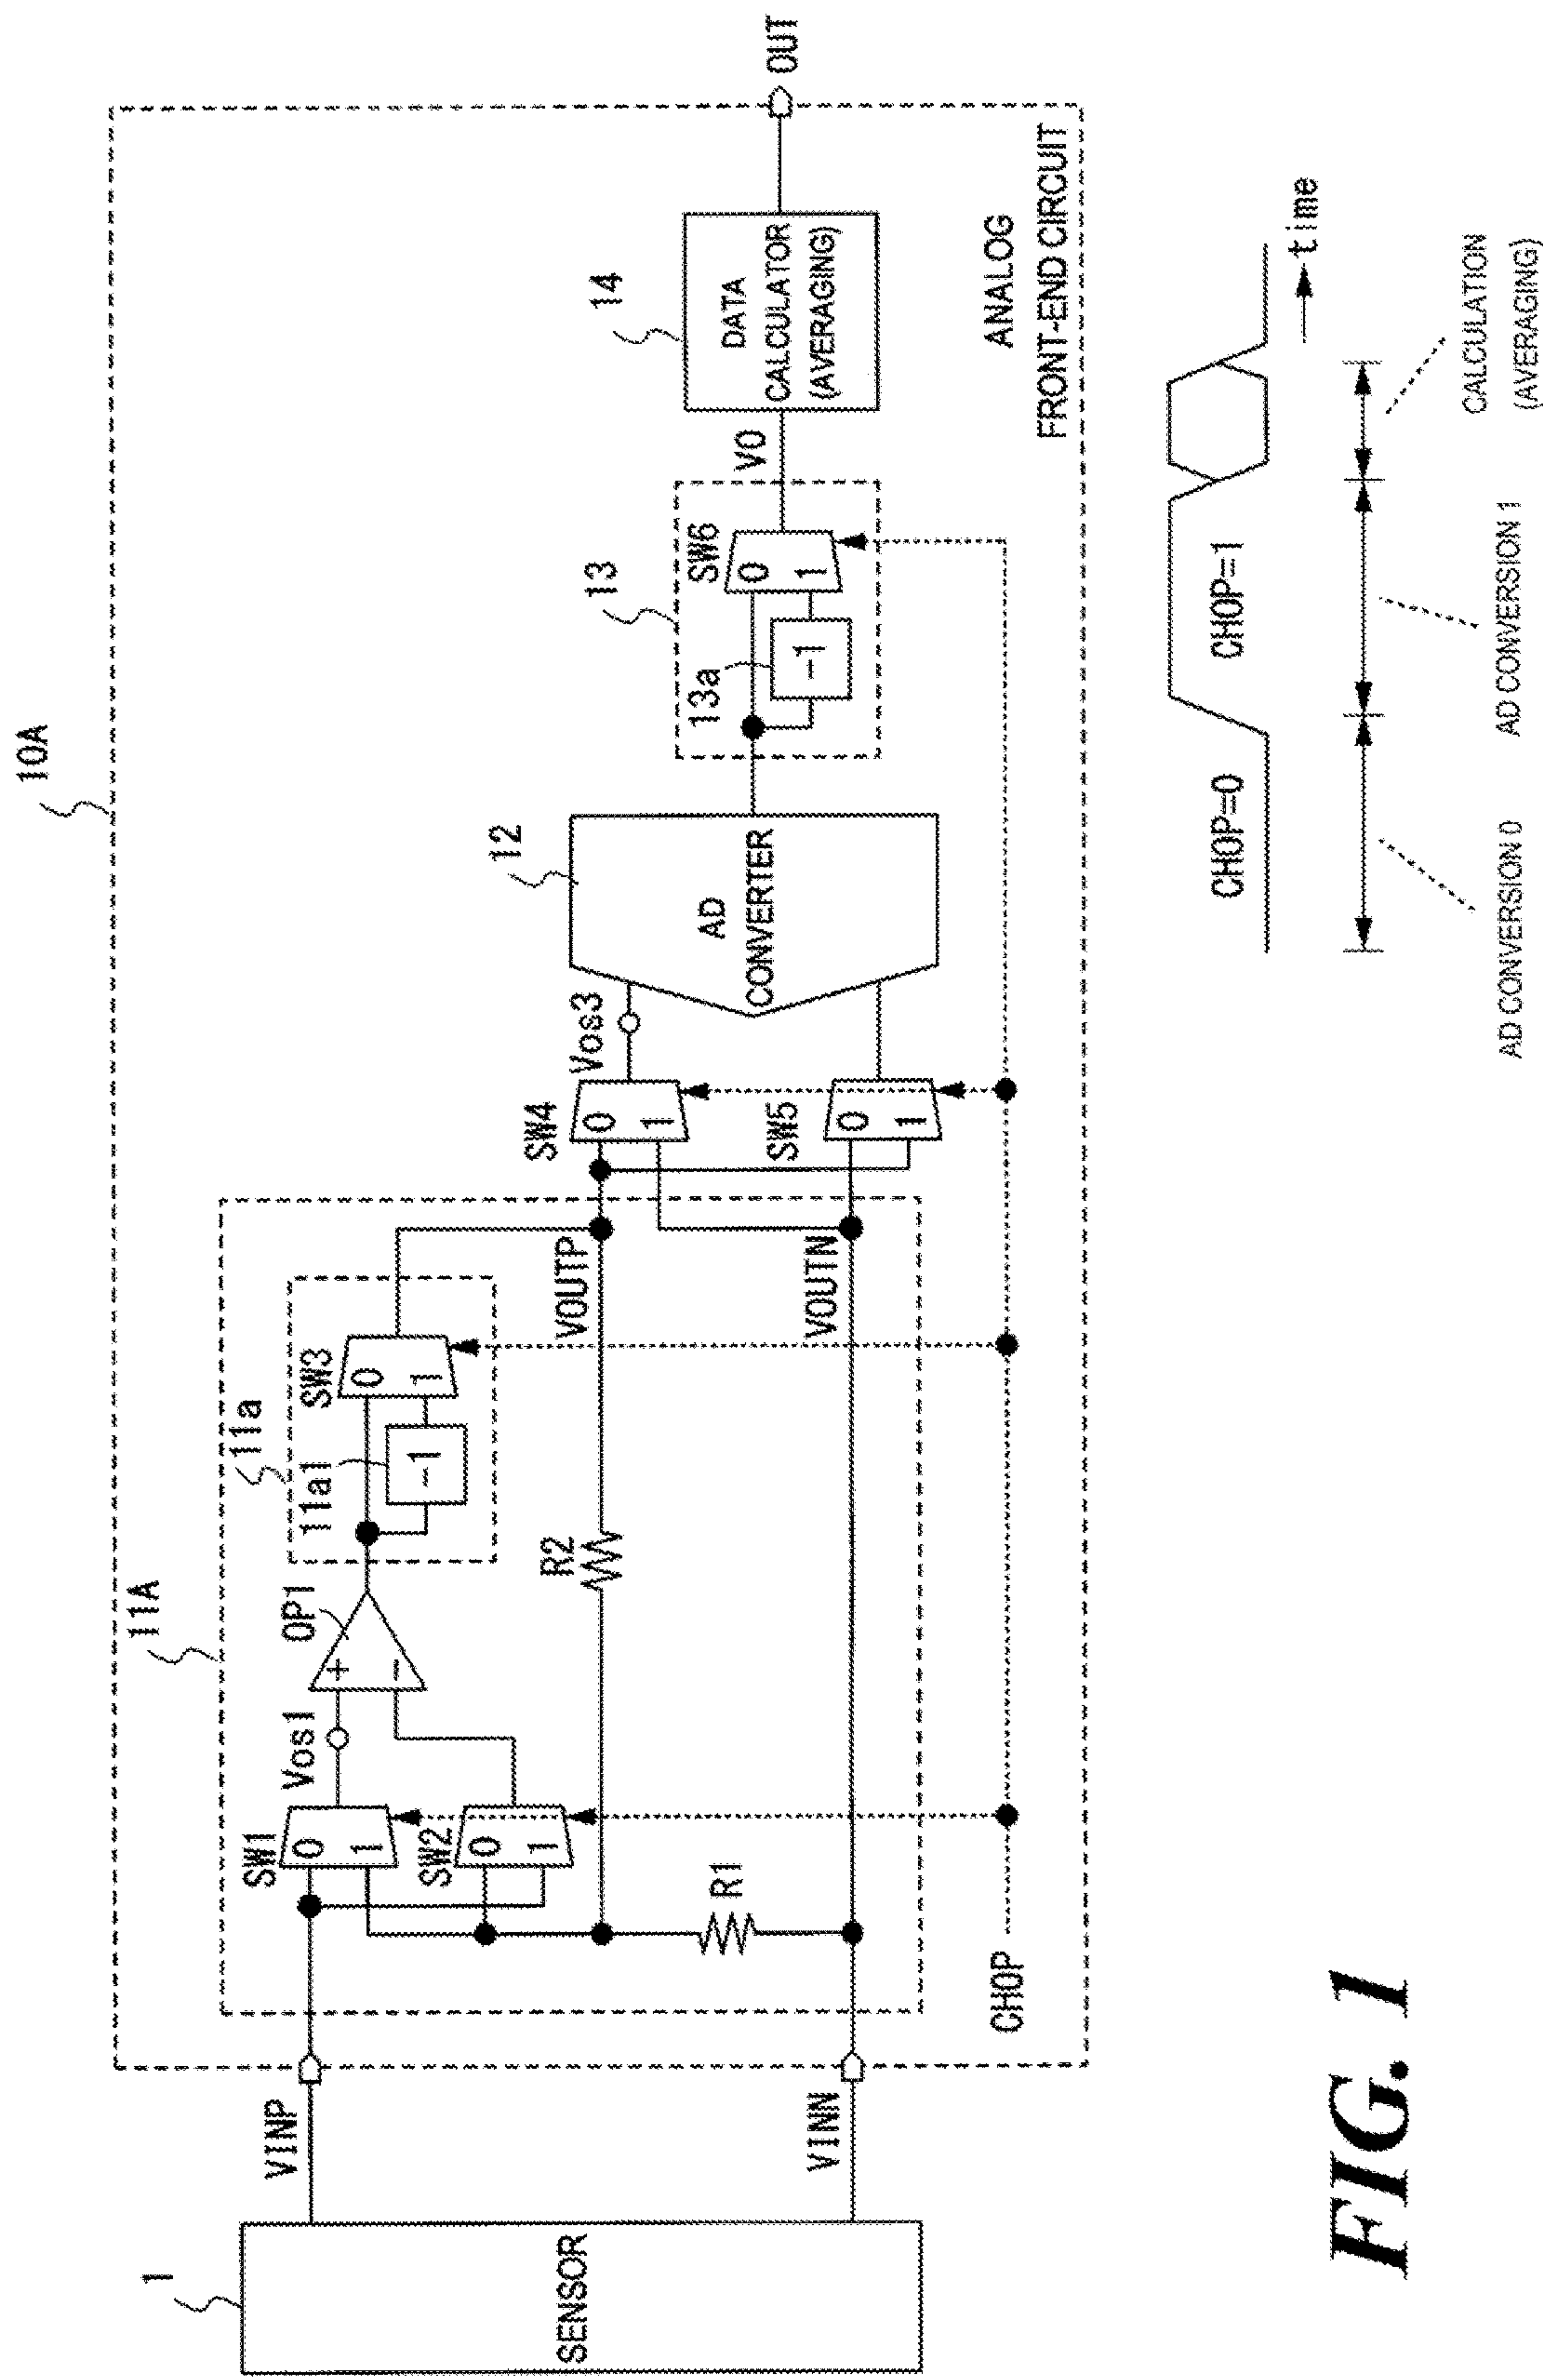 10A
11A
11a
12
13
14
1
SENSOR
VINP
VINN
SW1
0
1
SW2
0
1
Vos1
OP1
+
−
11a1
-1
SW3
0
1
R2
R1
VOUTP
VOUTN
CHOP
SW4
0
1
SW5
0
1
Vos3
AD
CONVERTER
13a
-1
SW6
0
1
VO
DATA
CALCULATOR
(AVERAGING)
OUT
ANALOG
FRONT-END CIRCUIT
CHOP=0
CHOP=1
time
AD CONVERSION 0
AD CONVERSION 1
CALCULATION
(AVERAGING)
FIG. 1